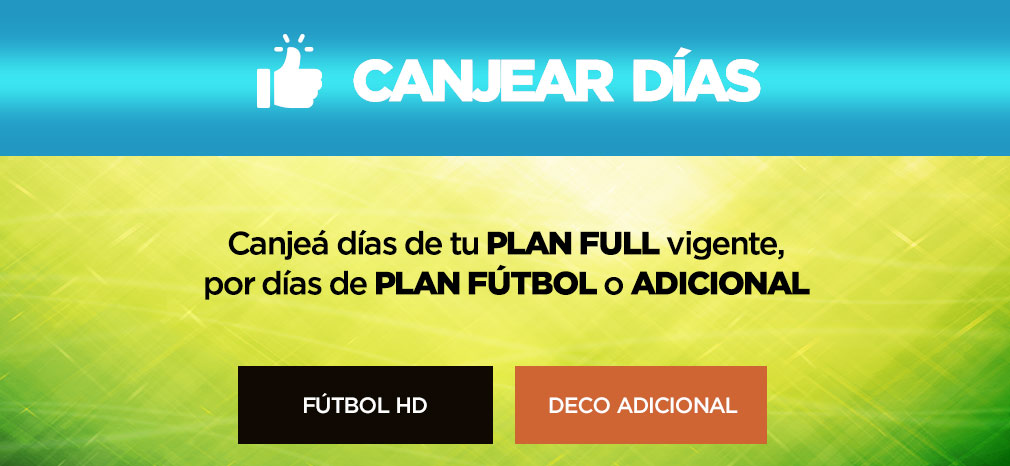 CANJEAR DÍAS
Canjeá días de tu PLAN FULL vigente,
por días de PLAN FÚTBOL o ADICIONAL
FÚTBOL HD
DECO ADICIONAL